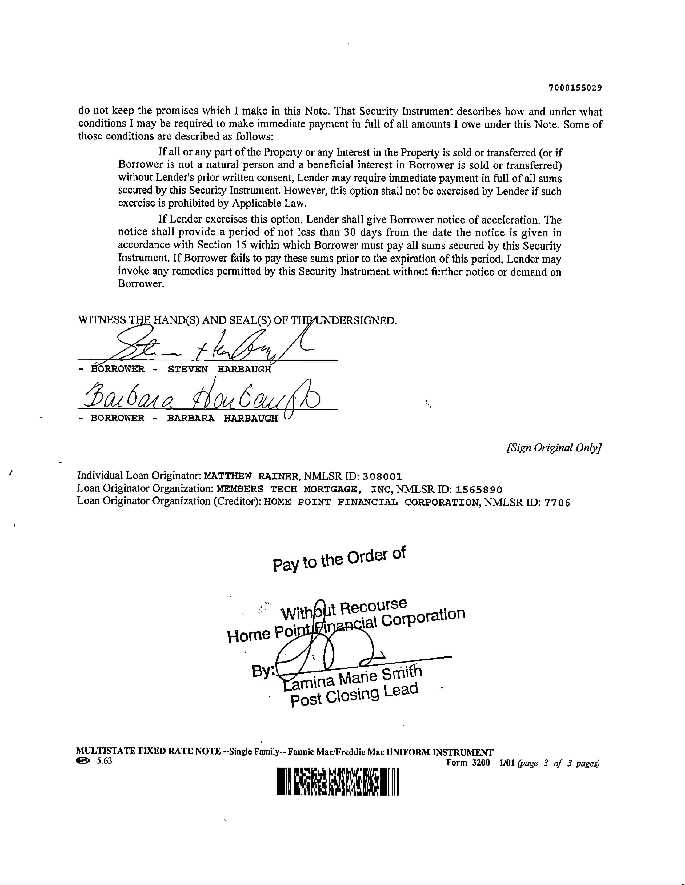 7000155029
do not keep the promises which I make in this Note. That Security Instrument describes how and under what
conditions I may be required to make immediate payment in full of all amounts I owe under this Note. Some of
those conditions are described as follows:
If all or any part of the Property or any Interest in the Property is sold or transferred (or if
Borrower is not a natural person and a beneficial interest in Borrower is sold or transferred)
without Lender's prior written consent, Lender may require immediate payment in full of all sums
secured by this Security Instrument. However, this option shall not be exercised by Lender if such
exercise is prohibited by Applicable Law.
If Lender exercises this option, Lender shall give Borrower notice of acceleration. The
notice shall provide a period of not less than 30 days from the date the notice is given in
accordance with Section 15 within which Borrower must pay all sums secured by this Security
Instrument. If Borrower fails to pay these sums prior to the expiration of this period, Lender may
invoke any remedies permitted by this Security Instrument without further notice or demand on
Borrower.
WITNESS THE HAND(S) AND SEAL(S) OF THE UNDERSIGNED.
- BORROWER - STEVEN HARBAUGH
Barbara Harbaugh
- BORROWER - BARBARA HARBAUGH
[Sign Original Only]
Individual Loan Originator: MATTHEW RAINER, NMLSR ID: 308001
Loan Originator Organization: MEMBERS TECH MORTGAGE, INC, NMLSR ID: 1565890
Loan Originator Organization (Creditor): HOME POINT FINANCIAL CORPORATION, NMLSR ID: 7706
Pay to the Order of
Without Recourse
Home Point Financial Corporation
By:
Lamina Marie Smith
Post Closing Lead
MULTISTATE FIXED RATE NOTE--Single Family--Fannie Mae/Freddie Mac UNIFORM INSTRUMENT
5.63 Form 3200 1/01 (page 3 of 3 pages)